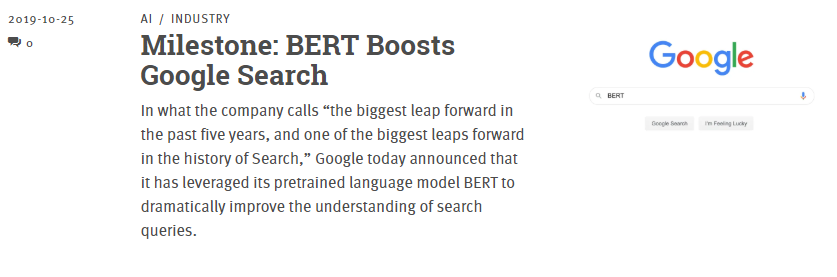 2019-10-25
0
AI / INDUSTRY
Milestone: BERT Boosts
Google Search
In what the company calls “the biggest leap forward in
the past five years, and one of the biggest leaps forward
in the history of Search,” Google today announced that
it has leveraged its pretrained language model BERT to
dramatically improve the understanding of search
queries.
Google
BERT
Google Search
I'm Feeling Lucky